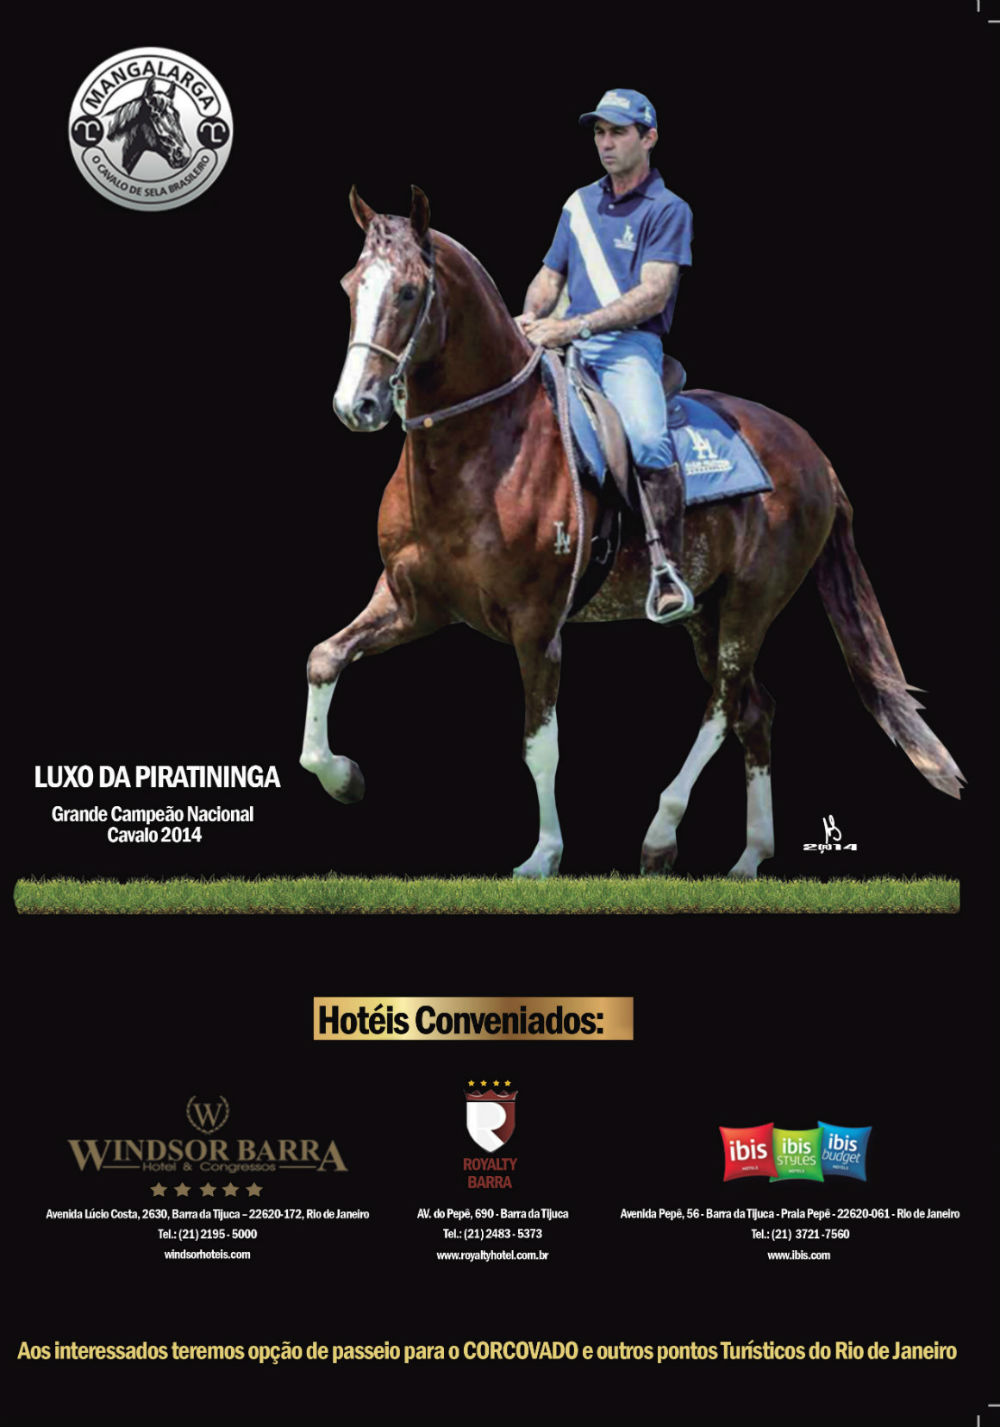 MANGALARGA
O CAVALO DE SELA BRASILEIRO
LA
LA
LUXO DA PIRATININGA
Grande Campeão Nacional
Cavalo 2014
2014
Hotéis Conveniados:
W
WINDSOR BARRA
Hotel & Congressos
R
ROYALTY
BARRA
ibis
HOTELS
ibis
STYLES
HOTELS
ibis
budget
HOTELS
Avenida Lúcio Costa, 2630, Barra da Tijuca – 22620-172, Rio de Janeiro
Tel.: (21) 2195 - 5000
windsorhoteis.com
AV. do Pepê, 690 - Barra da Tijuca
Tel.: (21) 2483 - 5373
www.royaltyhotel.com.br
Avenida Pepê, 56 - Barra da Tijuca - Praia Pepê - 22620-061 - Rio de Janeiro
Tel.: (21) 3721 -7560
www.ibis.com
Aos interessados teremos opção de passeio para o CORCOVADO e outros pontos Turísticos do Rio de Janeiro